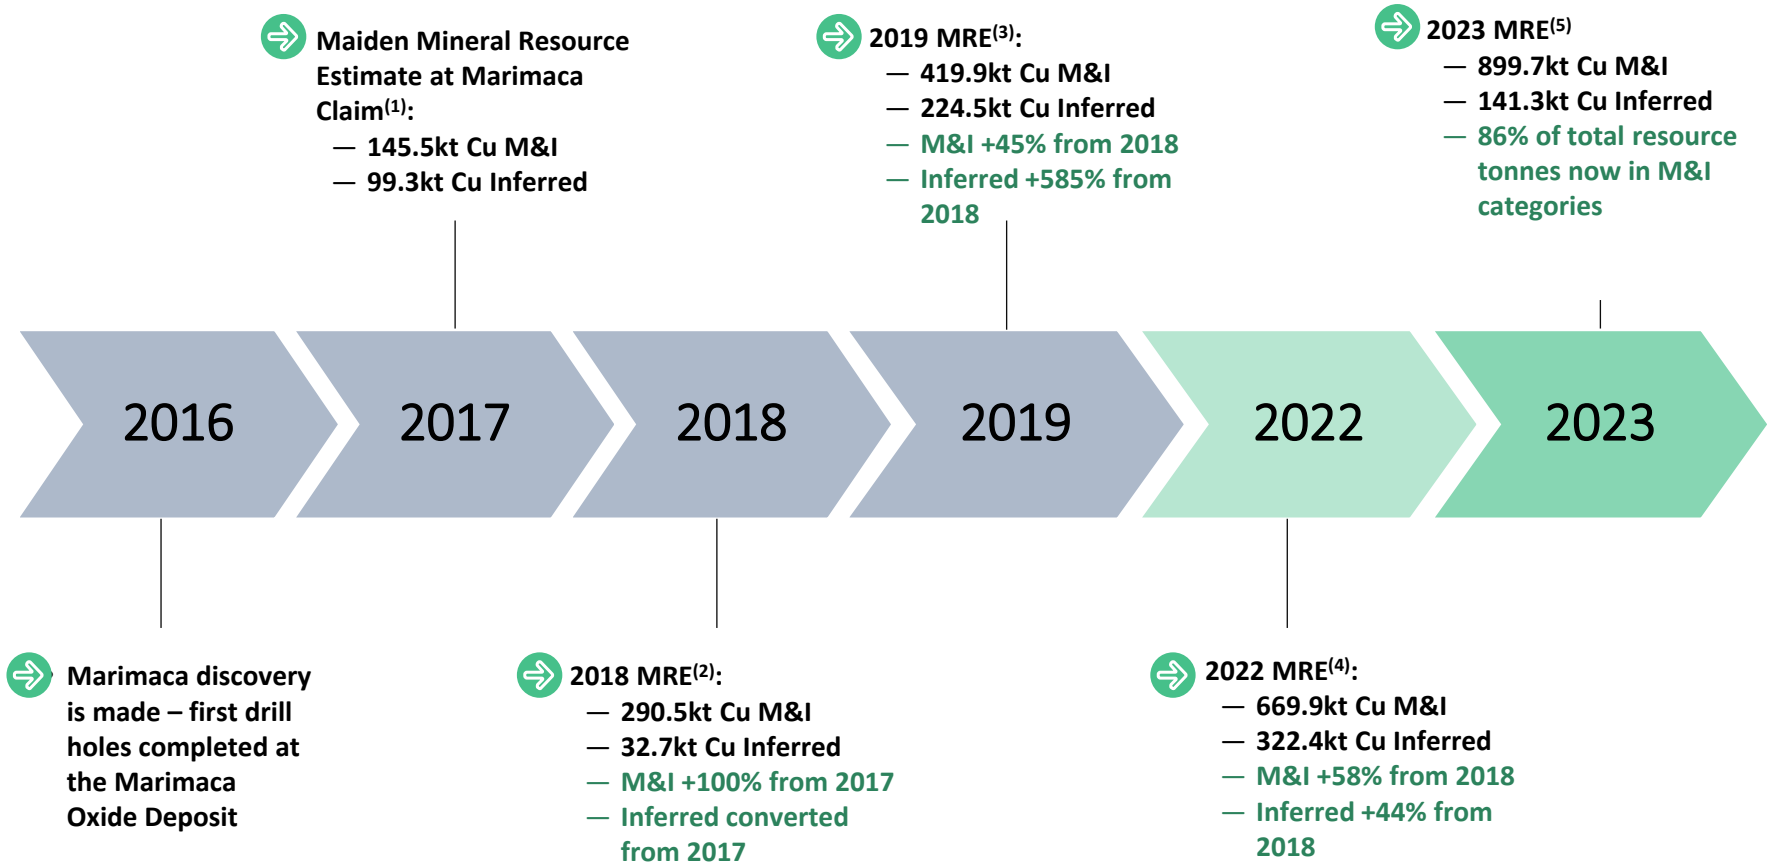 Maiden Mineral Resource
Estimate at Marimaca
Claim(1):
— 145.5kt Cu M&I
— 99.3kt Cu Inferred
2019 MRE(3):
— 419.9kt Cu M&I
— 224.5kt Cu Inferred
— M&I +45% from 2018
— Inferred +585% from
2018
2023 MRE(5)
— 899.7kt Cu M&I
— 141.3kt Cu Inferred
— 86% of total resource
tonnes now in M&I
categories
2016
2017
2018
2019
2022
2023
Marimaca discovery
is made – first drill
holes completed at
the Marimaca
Oxide Deposit
2018 MRE(2):
— 290.5kt Cu M&I
— 32.7kt Cu Inferred
— M&I +100% from 2017
— Inferred converted
from 2017
2022 MRE(4):
— 669.9kt Cu M&I
— 322.4kt Cu Inferred
— M&I +58% from 2018
— Inferred +44% from
2018